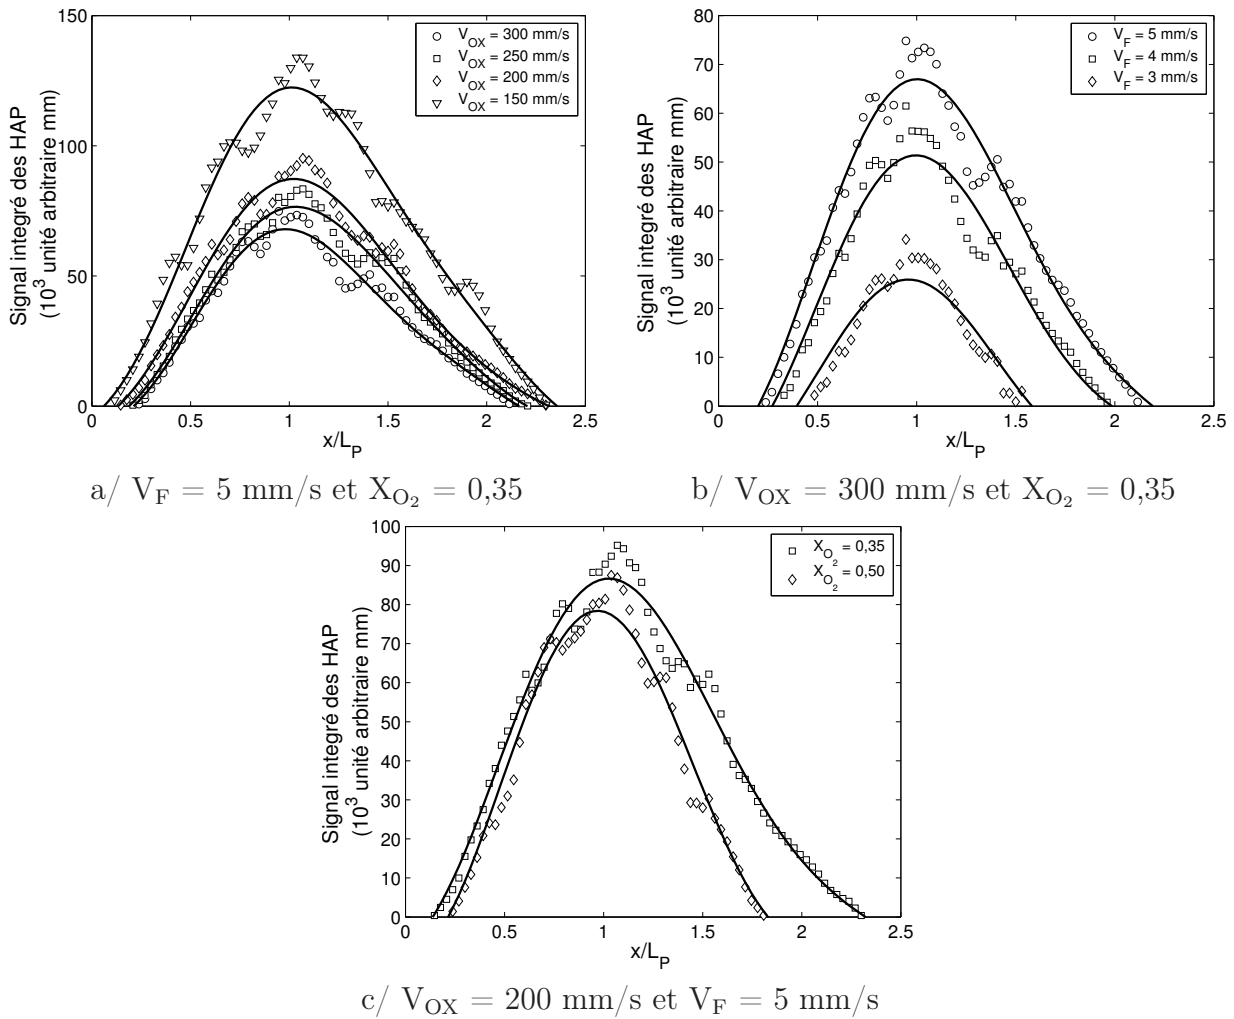 150
100
50
0
0
0.5
1
1.5
2
2.5
Signal integré des HAP
(10³ unité arbitraire mm)
x/L_P
V_OX = 300 mm/s
V_OX = 250 mm/s
V_OX = 200 mm/s
V_OX = 150 mm/s
a/ V_F = 5 mm/s et X_O₂ = 0,35
80
70
60
50
40
30
20
10
0
0
0.5
1
1.5
2
2.5
Signal integré des HAP
(10³ unité arbitraire mm)
x/L_P
V_F = 5 mm/s
V_F = 4 mm/s
V_F = 3 mm/s
b/ V_OX = 300 mm/s et X_O₂ = 0,35
100
90
80
70
60
50
40
30
20
10
0
0
0.5
1
1.5
2
2.5
Signal integré des HAP
(10³ unité arbitraire mm)
x/L_P
X_O₂ = 0,35
X_O₂ = 0,50
c/ V_OX = 200 mm/s et V_F = 5 mm/s